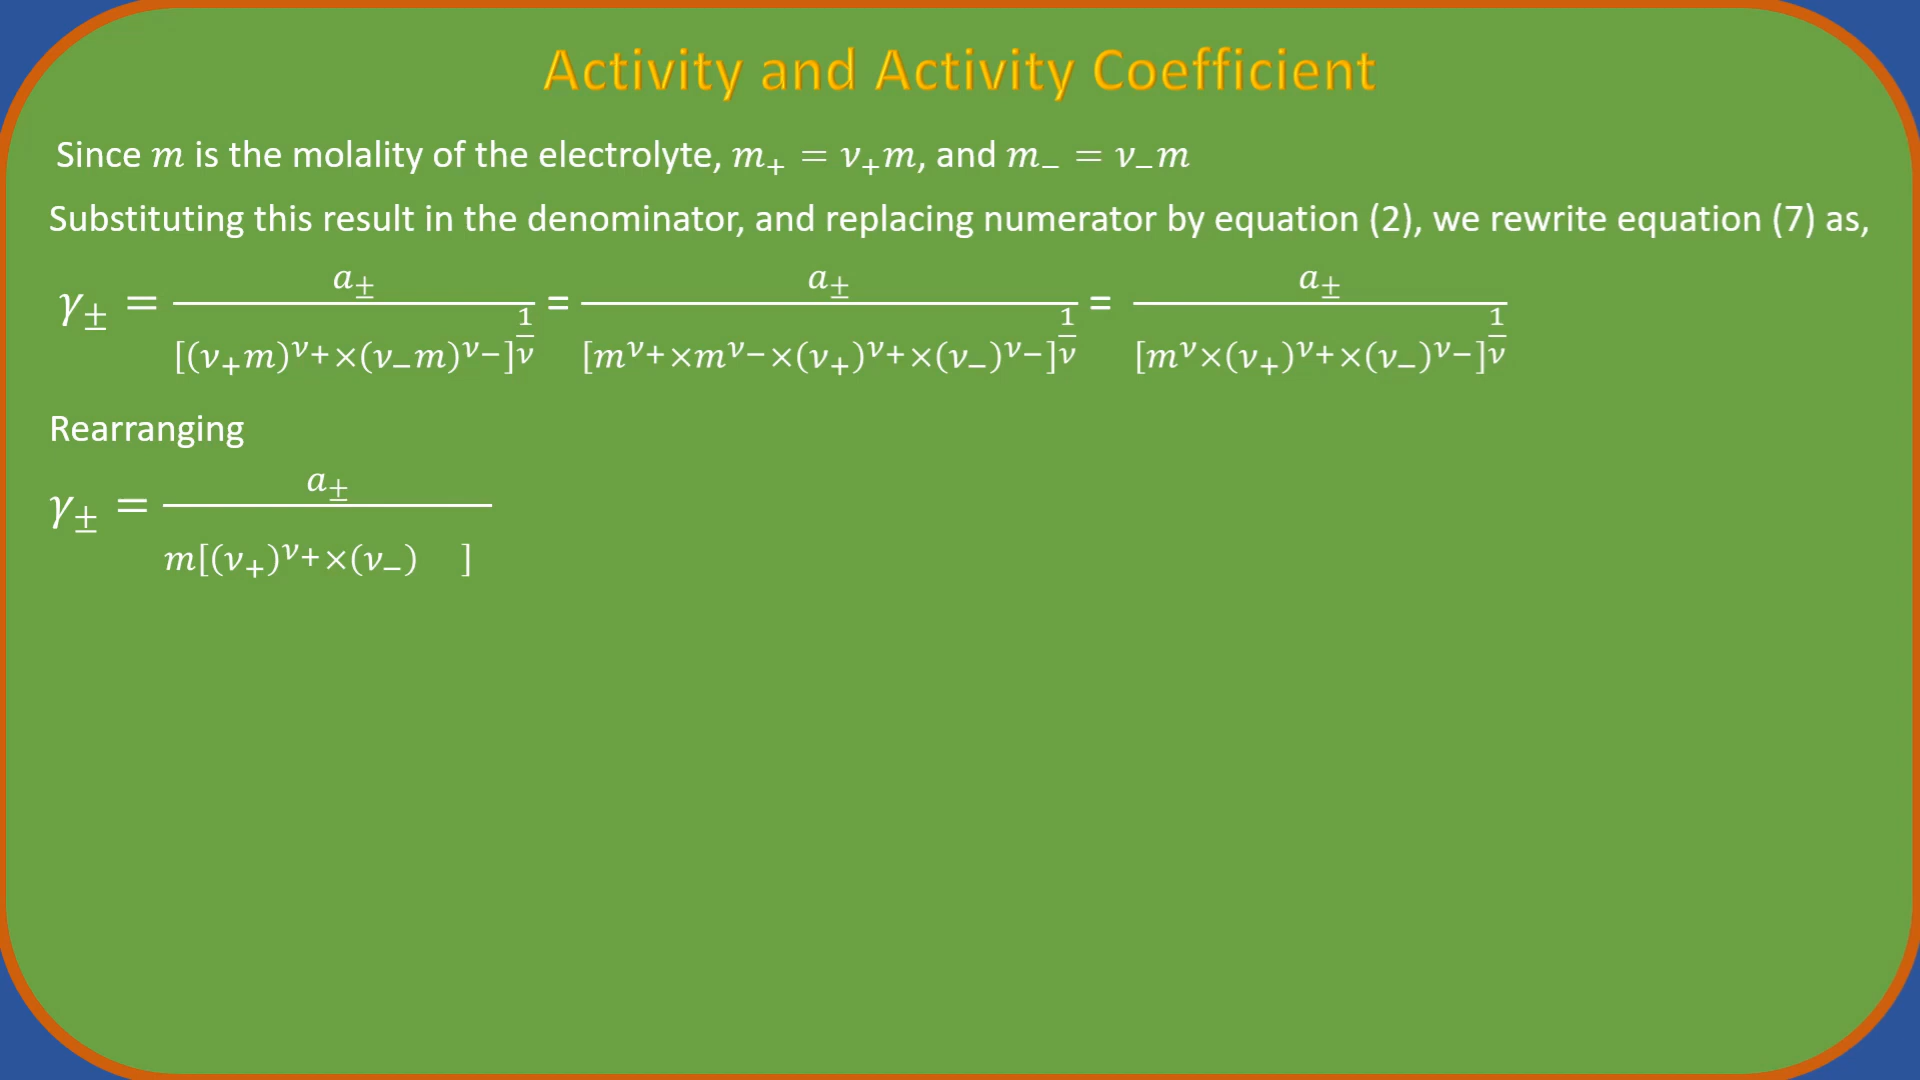 Activity and Activity Coefficient
Since m is the molality of the electrolyte, m₊ = ν₊m, and m₋ = ν₋m
Substituting this result in the denominator, and replacing numerator by equation (2), we rewrite equation (7) as,
γ± = a± / [(ν₊m)^ν+ ×(ν₋m)^ν−]^(1/ν) = a± / [m^ν+ ×m^ν− ×(ν₊)^ν+ ×(ν₋)^ν−]^(1/ν) = a± / [m^ν×(ν₊)^ν+ ×(ν₋)^ν−]^(1/ν)
Rearranging
γ± = a± / m[(ν₊)^ν+ ×(ν₋) ]